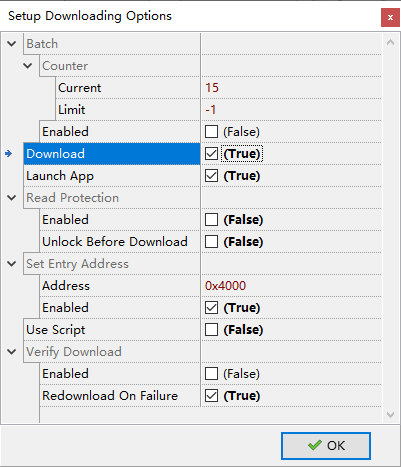 Setup Downloading Options
x
Batch
Counter
Current 15
Limit -1
Enabled (False)
Download (True)
Launch App (True)
Read Protection
Enabled (False)
Unlock Before Download (False)
Set Entry Address
Address 0x4000
Enabled (True)
Use Script (False)
Verify Download
Enabled (False)
Redownload On Failure (True)
OK